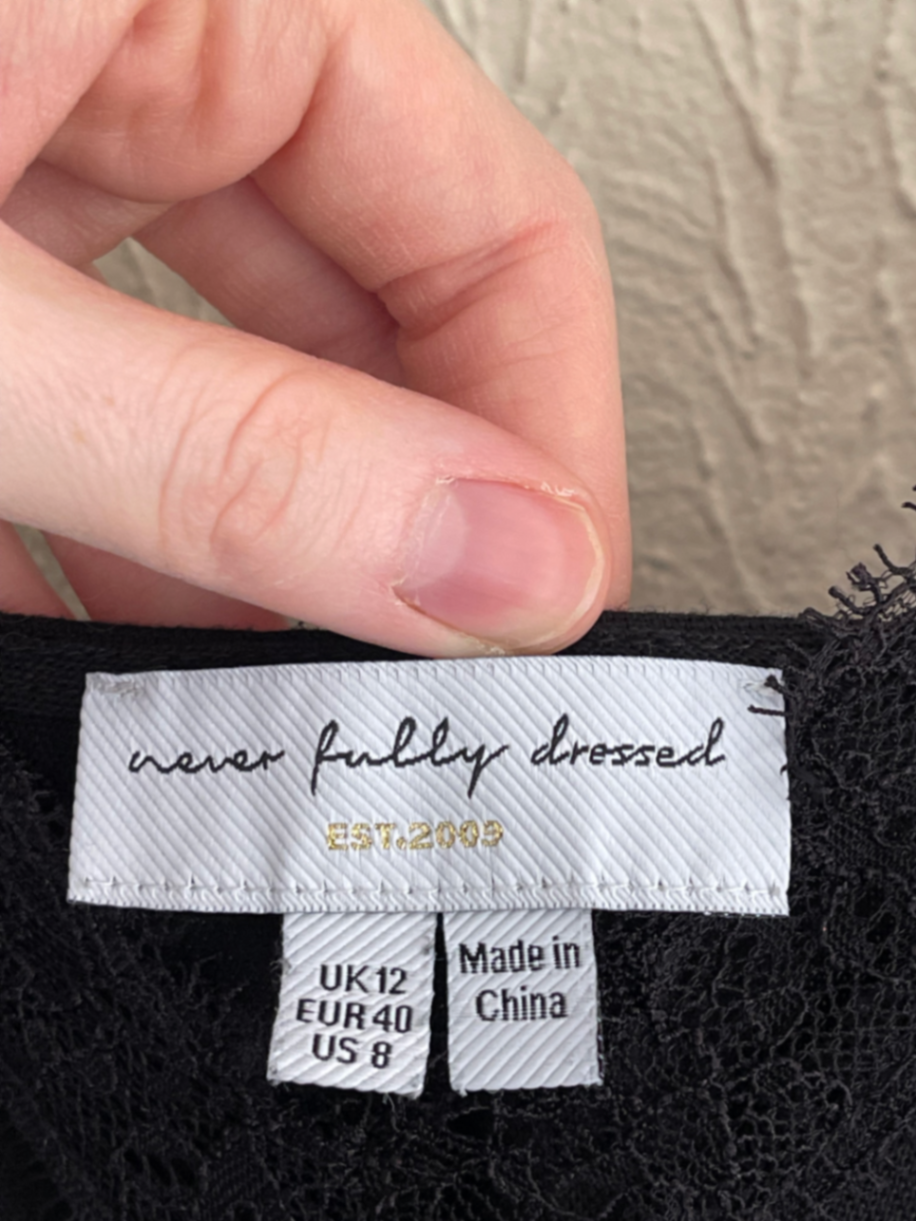 never fully dressed
EST.2009
UK 12
EUR 40
US 8
Made in
China